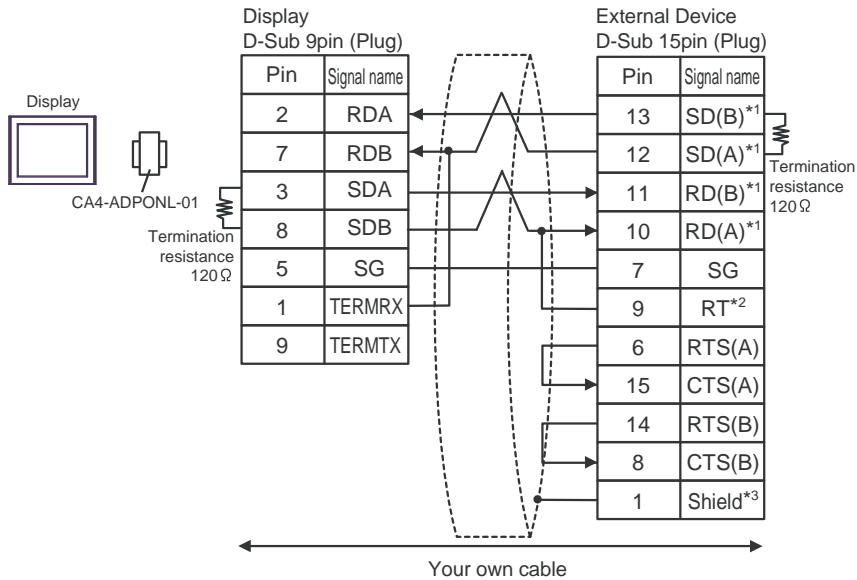 Display
D-Sub 9pin (Plug)
External Device
D-Sub 15pin (Plug)
Display
CA4-ADPONL-01
Pin Signal name
2 RDA
7 RDB
3 SDA
8 SDB
5 SG
1 TERMRX
9 TERMTX
Termination
resistance
120Ω
Pin Signal name
13 SD(B)*1
12 SD(A)*1
11 RD(B)*1
10 RD(A)*1
7 SG
9 RT*2
6 RTS(A)
15 CTS(A)
14 RTS(B)
8 CTS(B)
1 Shield*3
Termination
resistance
120Ω
Your own cable